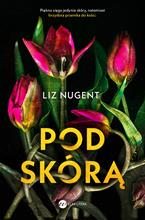 Piękno sięga jedynie skóry, natomiast
brzydota przenika do kości.
LIZ NUGENT
POD
SKÓRĄ